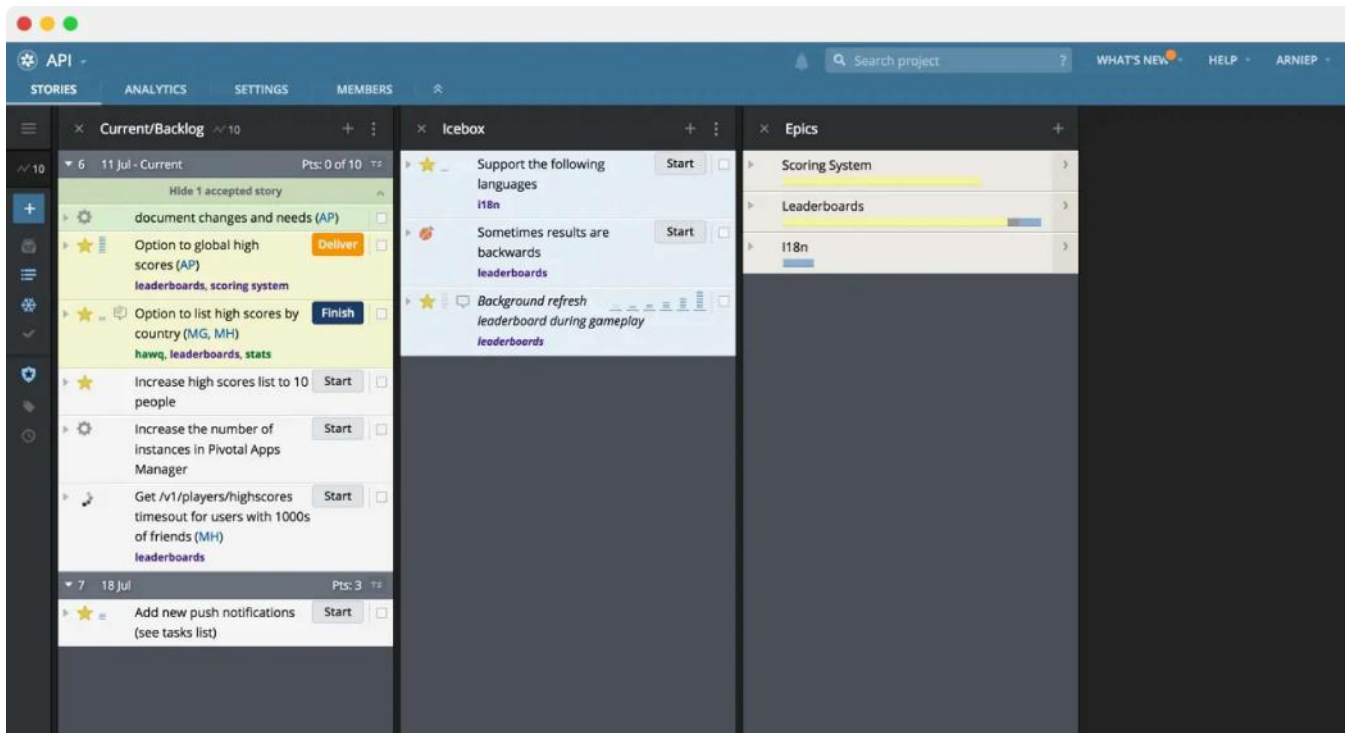 API
Search project
?
WHAT'S NEW
HELP
ARNIEP
STORIES
ANALYTICS
SETTINGS
MEMBERS
Current/Backlog
10
Icebox
Epics
10
6
11 Jul - Current
Pts: 0 of 10
Hide 1 accepted story
document changes and needs (AP)
Option to global high
scores (AP)
leaderboards, scoring system
Deliver
Option to list high scores by
country (MG, MH)
hawq, leaderboards, stats
Finish
Increase high scores list to 10
people
Start
Increase the number of
instances in Pivotal Apps
Manager
Start
Get /v1/players/highscores
timesout for users with 1000s
of friends (MH)
leaderboards
Start
7
18 Jul
Pts: 3
Add new push notifications
(see tasks list)
Start
Support the following
languages
i18n
Start
Sometimes results are
backwards
leaderboards
Start
Background refresh
leaderboard during gameplay
leaderboards
Scoring System
Leaderboards
I18n